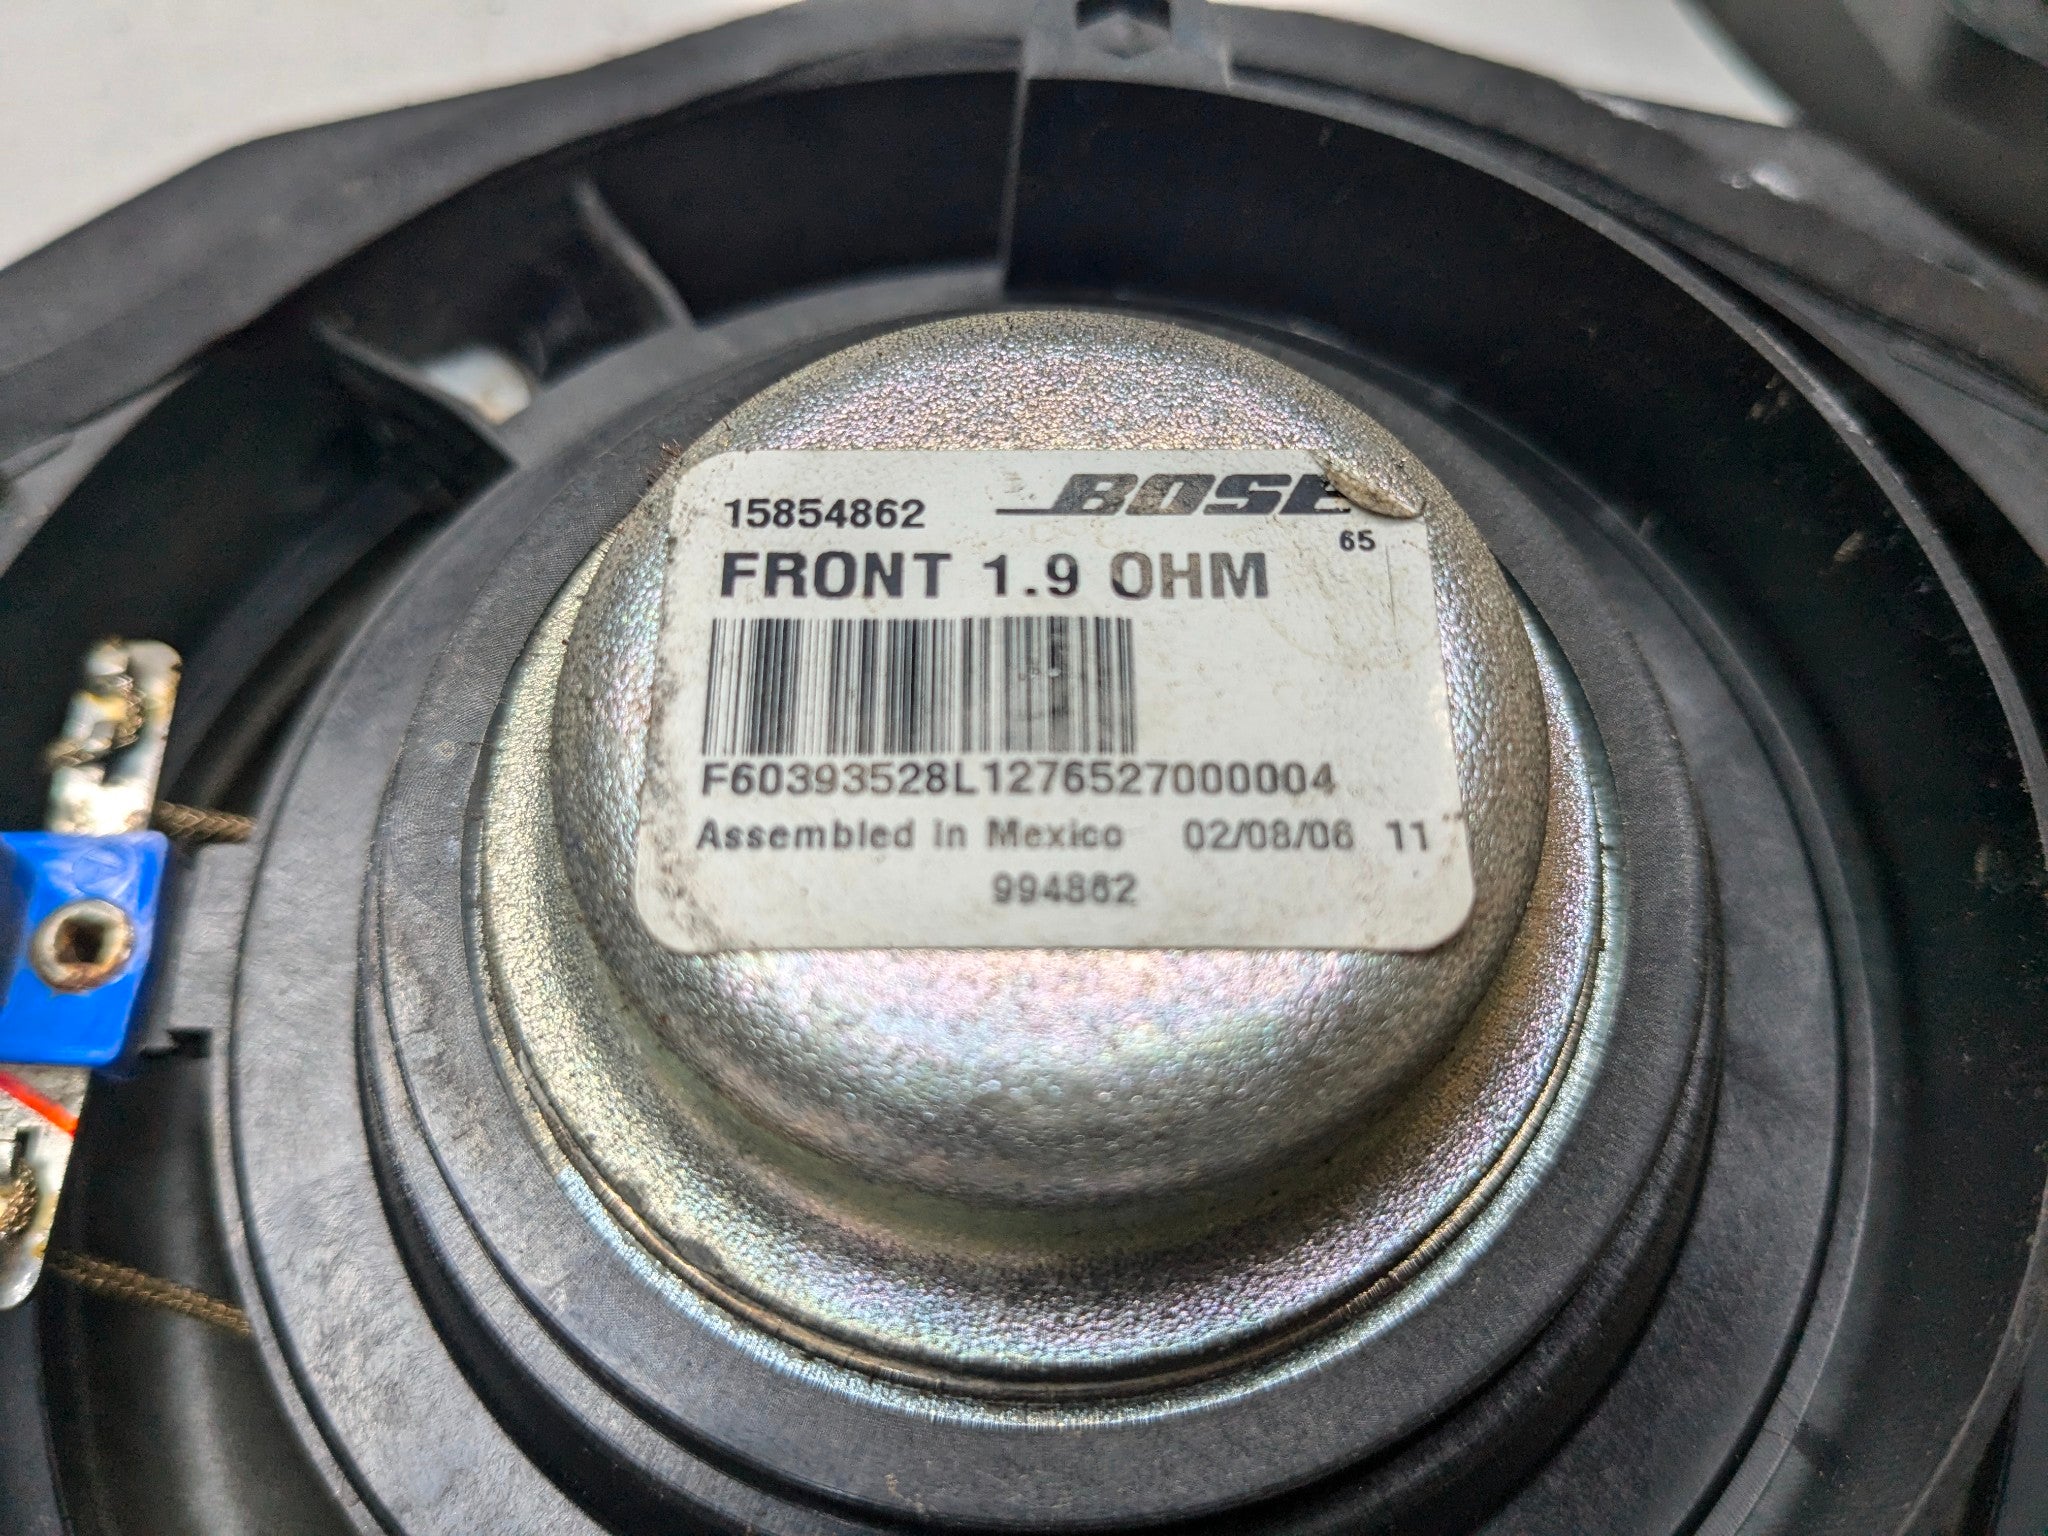 15854862 BOSE
65
FRONT 1.9 OHM
F60393528L1276527000004
Assembled in Mexico 02/08/06 11
994862